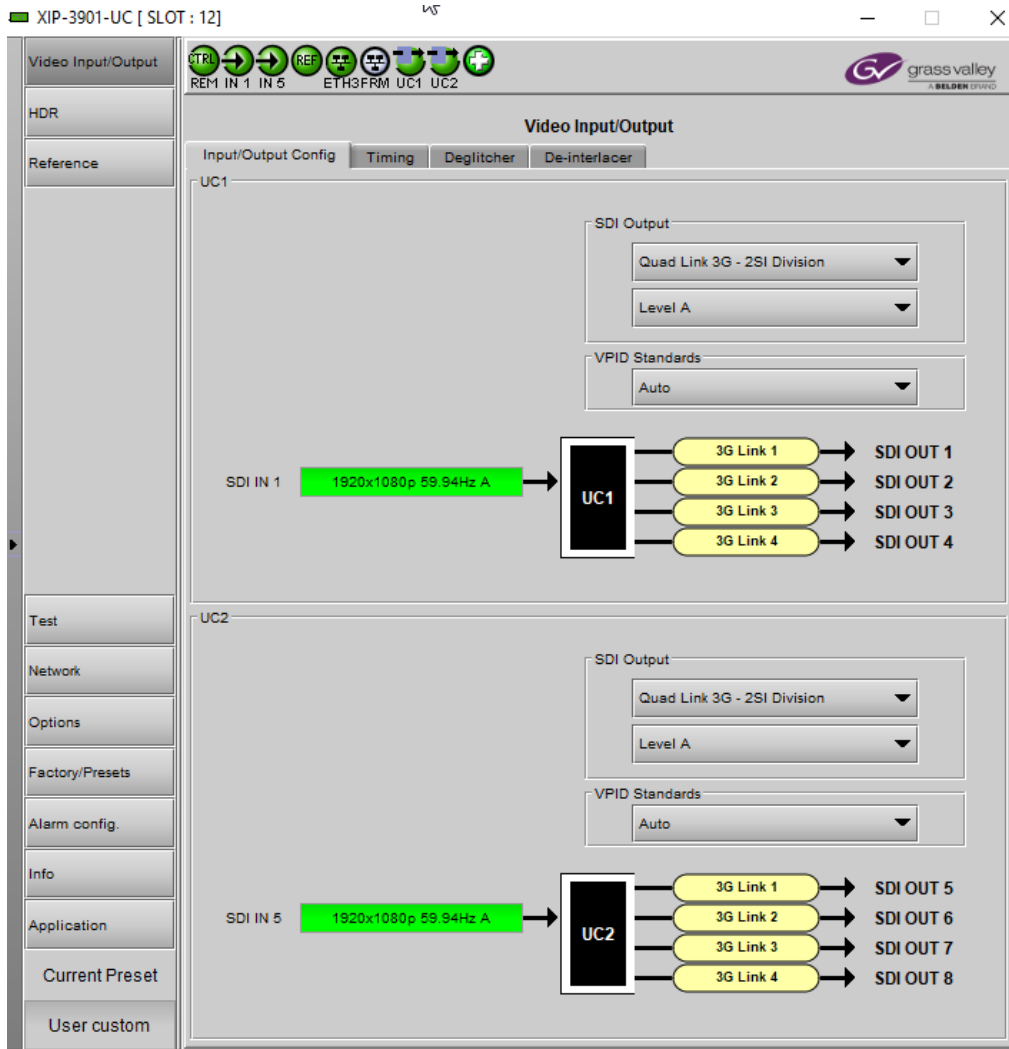 XIP-3901-UC [ SLOT : 12]
Video Input/Output
HDR
Reference
Test
Network
Options
Factory/Presets
Alarm config.
Info
Application
Current Preset
User custom
CTRL REF
REM IN 1 IN 5 ETH3FRM UC1 UC2
GV grass valley
A BELDEN BRAND
Video Input/Output
Input/Output Config Timing Deglitcher De-interlacer
UC1
SDI Output
Quad Link 3G - 2SI Division
Level A
VPID Standards
Auto
SDI IN 1 1920x1080p 59.94Hz A UC1
3G Link 1 SDI OUT 1
3G Link 2 SDI OUT 2
3G Link 3 SDI OUT 3
3G Link 4 SDI OUT 4
UC2
SDI Output
Quad Link 3G - 2SI Division
Level A
VPID Standards
Auto
SDI IN 5 1920x1080p 59.94Hz A UC2
3G Link 1 SDI OUT 5
3G Link 2 SDI OUT 6
3G Link 3 SDI OUT 7
3G Link 4 SDI OUT 8